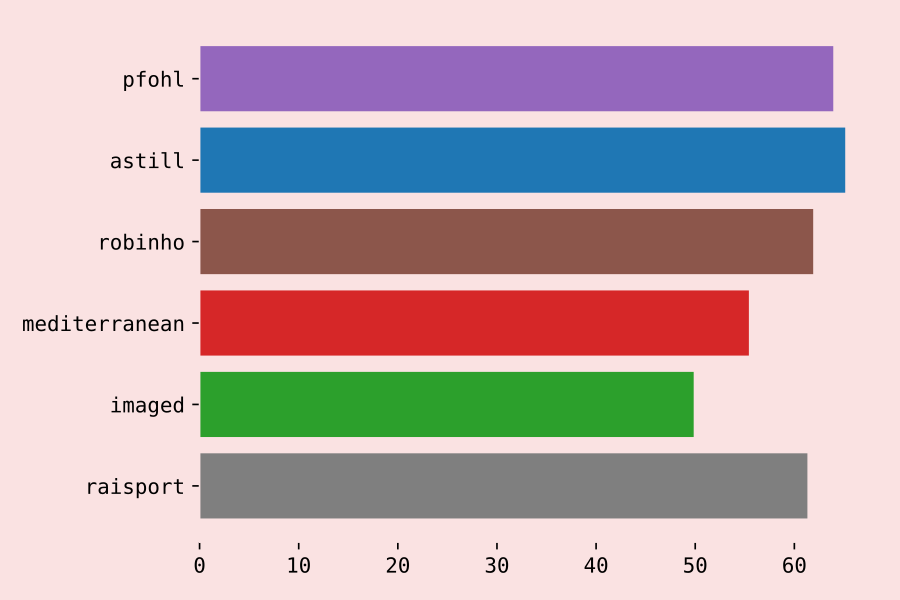 pfohl
astill
robinho
mediterranean
imaged
raisport
0 10 20 30 40 50 60